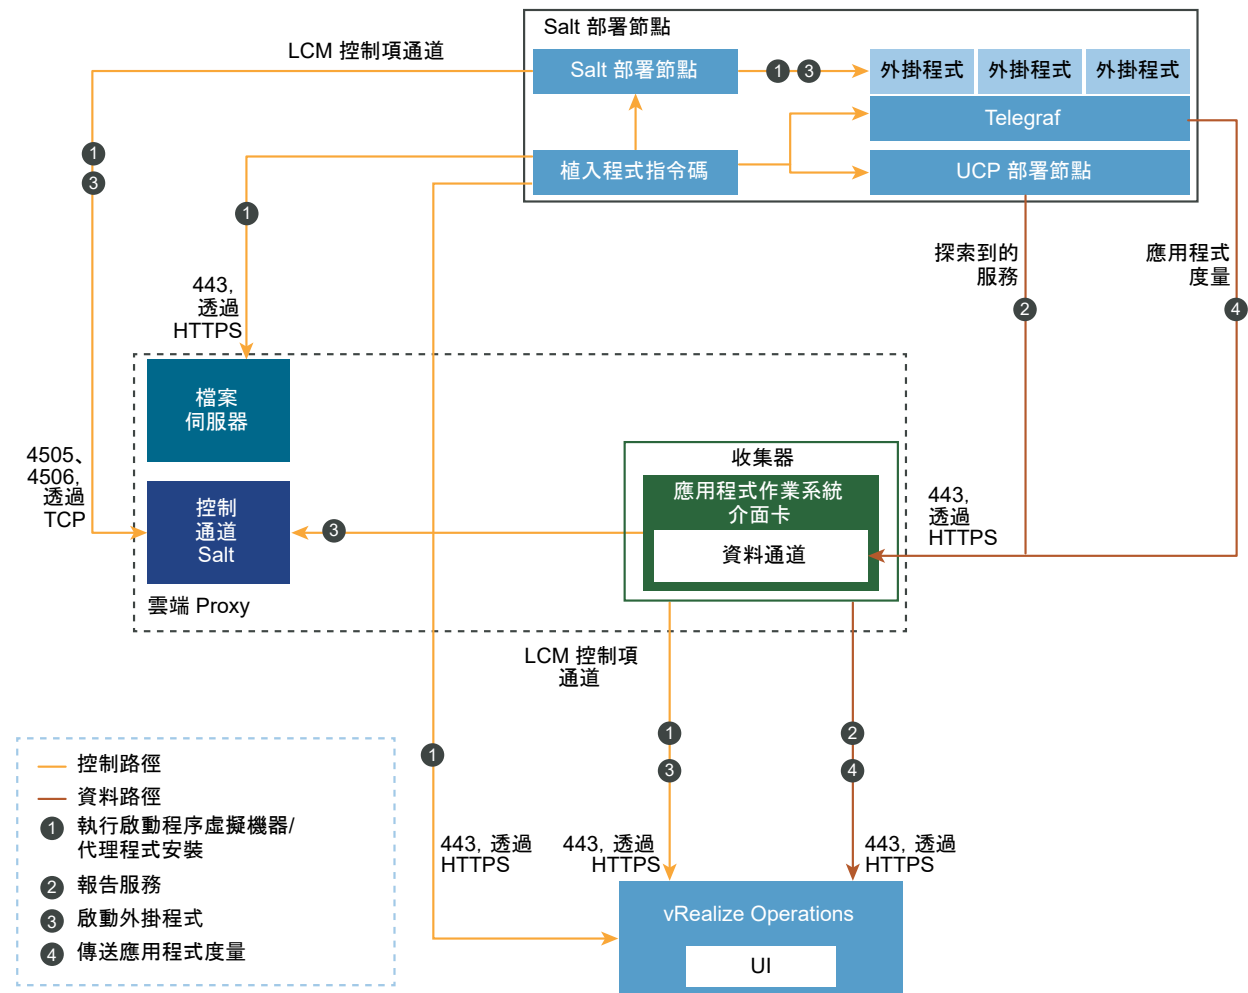 Salt 部署節點
LCM 控制項通道
Salt 部署節點
1
3
外掛程式
外掛程式
外掛程式
Telegraf
植入程式指令碼
UCP 部署節點
1
3
1
探索到的
服務
應用程式
度量
2
4
443,
透過
HTTPS
檔案
伺服器
4505、
4506,
透過
TCP
控制
通道
Salt
3
收集器
應用程式作業系統
介面卡
資料通道
443,
透過
HTTPS
雲端 Proxy
LCM 控制項
通道
1
1
3
2
4
443, 透過
HTTPS
443, 透過
HTTPS
443, 透過
HTTPS
vRealize Operations
UI
控制路徑
資料路徑
1 執行啟動程序虛擬機器/
代理程式安裝
2 報告服務
3 啟動外掛程式
4 傳送應用程式度量